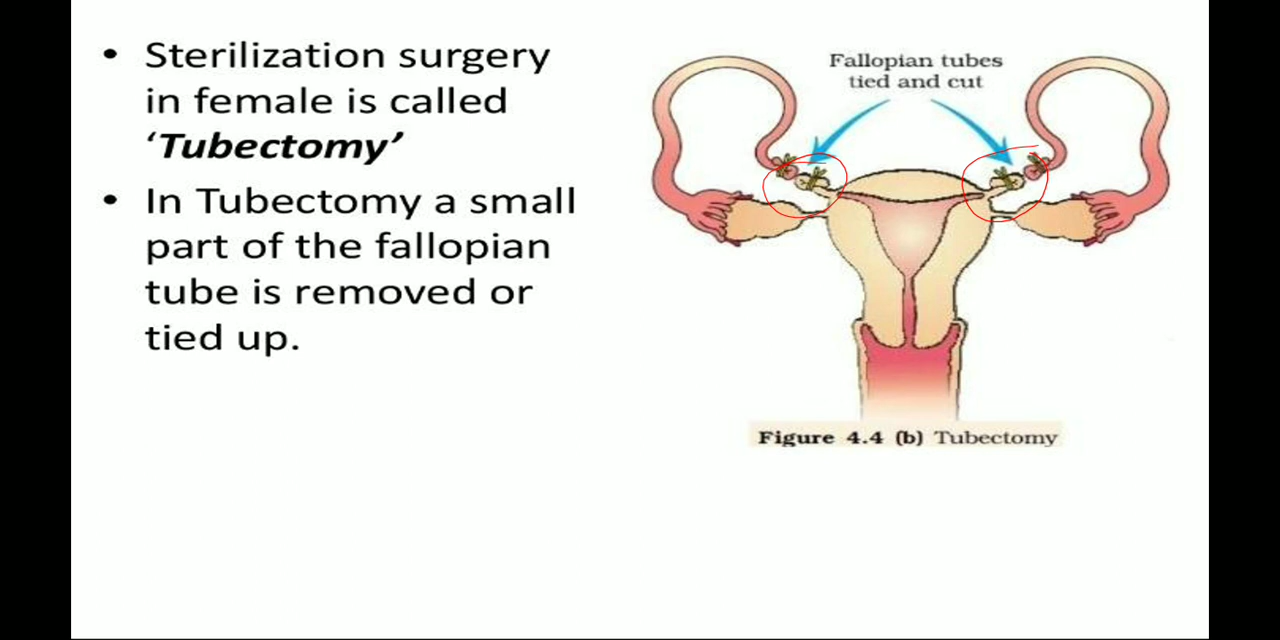 • Sterilization surgery
in female is called
‘Tubectomy’
• In Tubectomy a small
part of the fallopian
tube is removed or
tied up.
Fallopian tubes
tied and cut
Figure 4.4 (b) Tubectomy